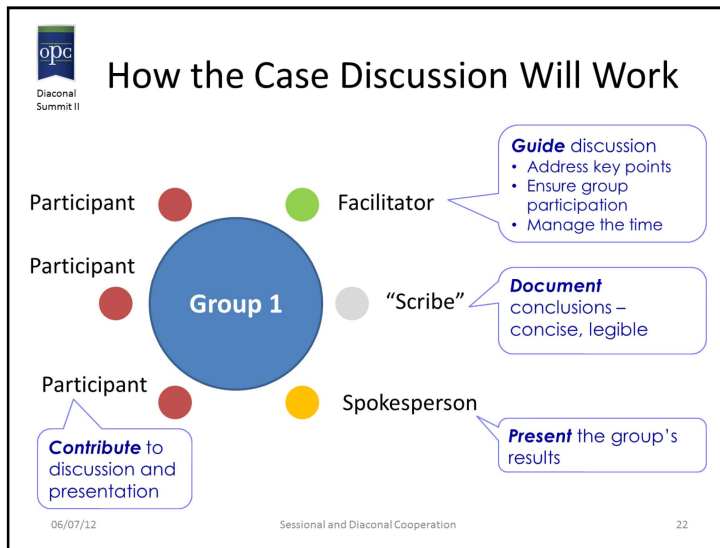 opc
Diaconal
Summit II
How the Case Discussion Will Work
Participant
Participant
Participant
Group 1
Facilitator
“Scribe”
Spokesperson
Guide discussion
• Address key points
• Ensure group
participation
• Manage the time
Document
conclusions –
concise, legible
Present the group’s
results
Contribute to
discussion and
presentation
06/07/12
Sessional and Diaconal Cooperation
22